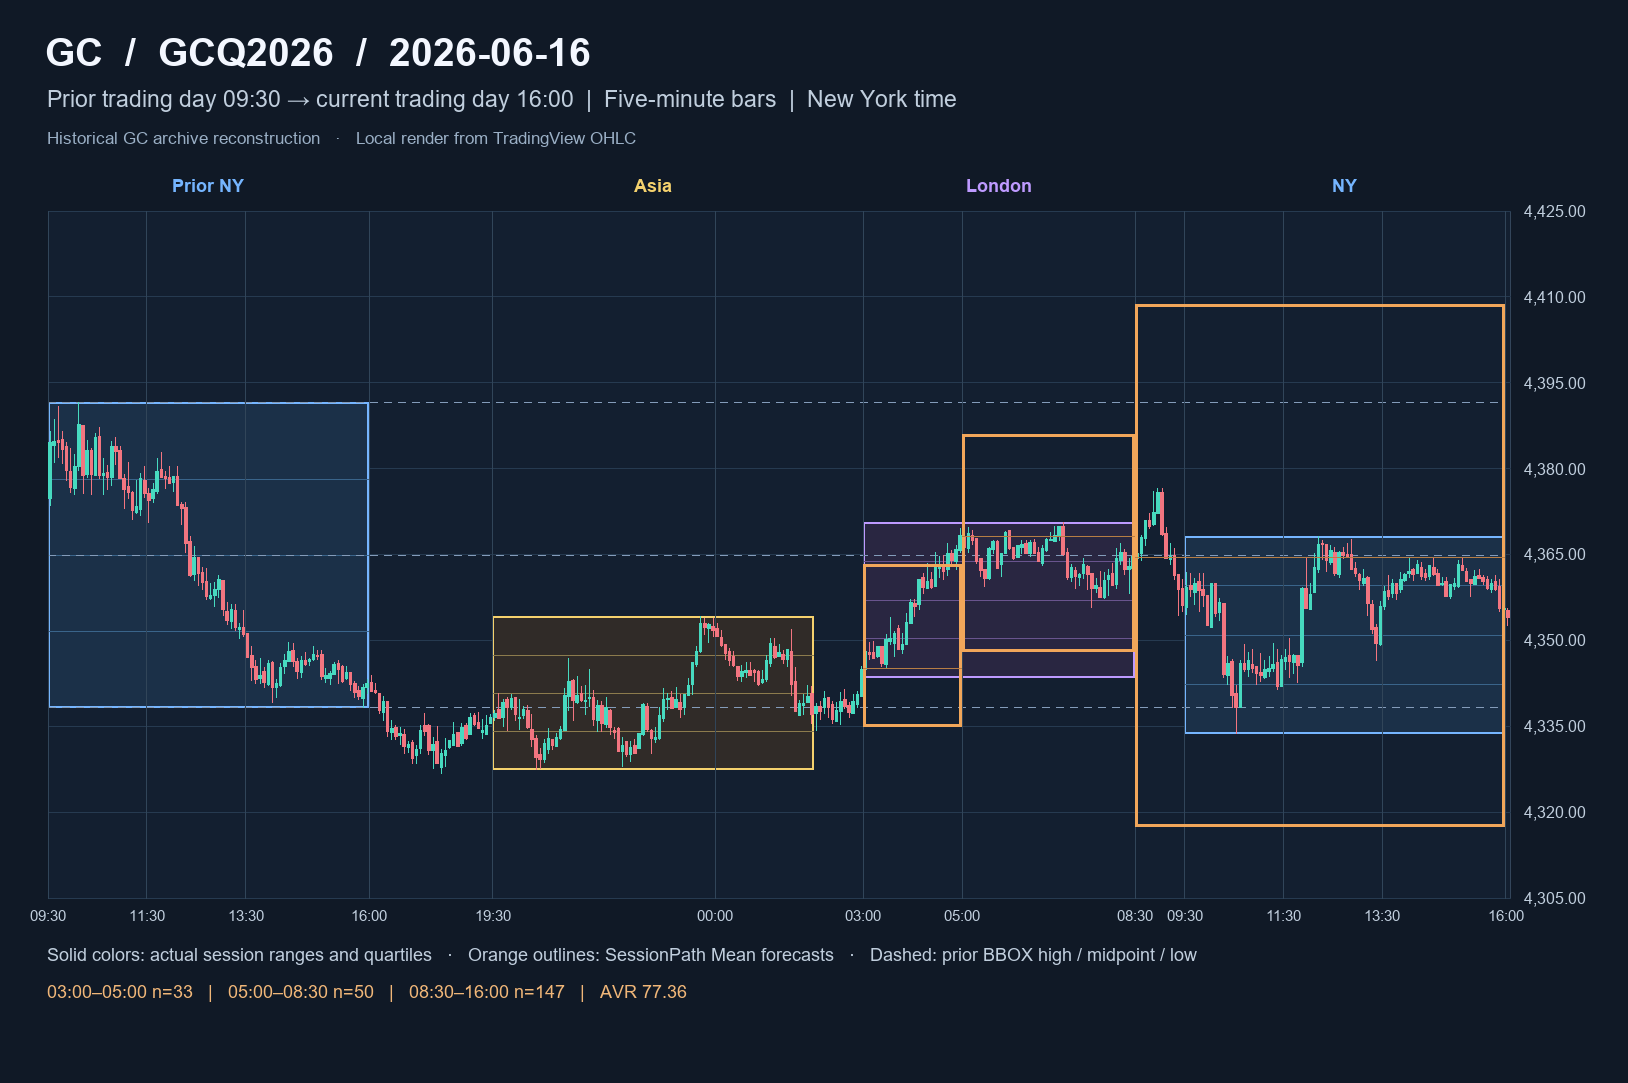 GC / GCQ2026 / 2026-06-16
Prior trading day 09:30 → current trading day 16:00 | Five-minute bars | New York time
Historical GC archive reconstruction · Local render from TradingView OHLC
Prior NY Asia London NY
4,425.00
4,410.00
4,395.00
4,380.00
4,365.00
4,350.00
4,335.00
4,320.00
4,305.00
09:30 11:30 13:30 16:00 19:30 00:00 03:00 05:00 08:30 09:30 11:30 13:30 16:00
Solid colors: actual session ranges and quartiles · Orange outlines: SessionPath Mean forecasts · Dashed: prior BBOX high / midpoint / low
03:00–05:00 n=33 | 05:00–08:30 n=50 | 08:30–16:00 n=147 | AVR 77.36